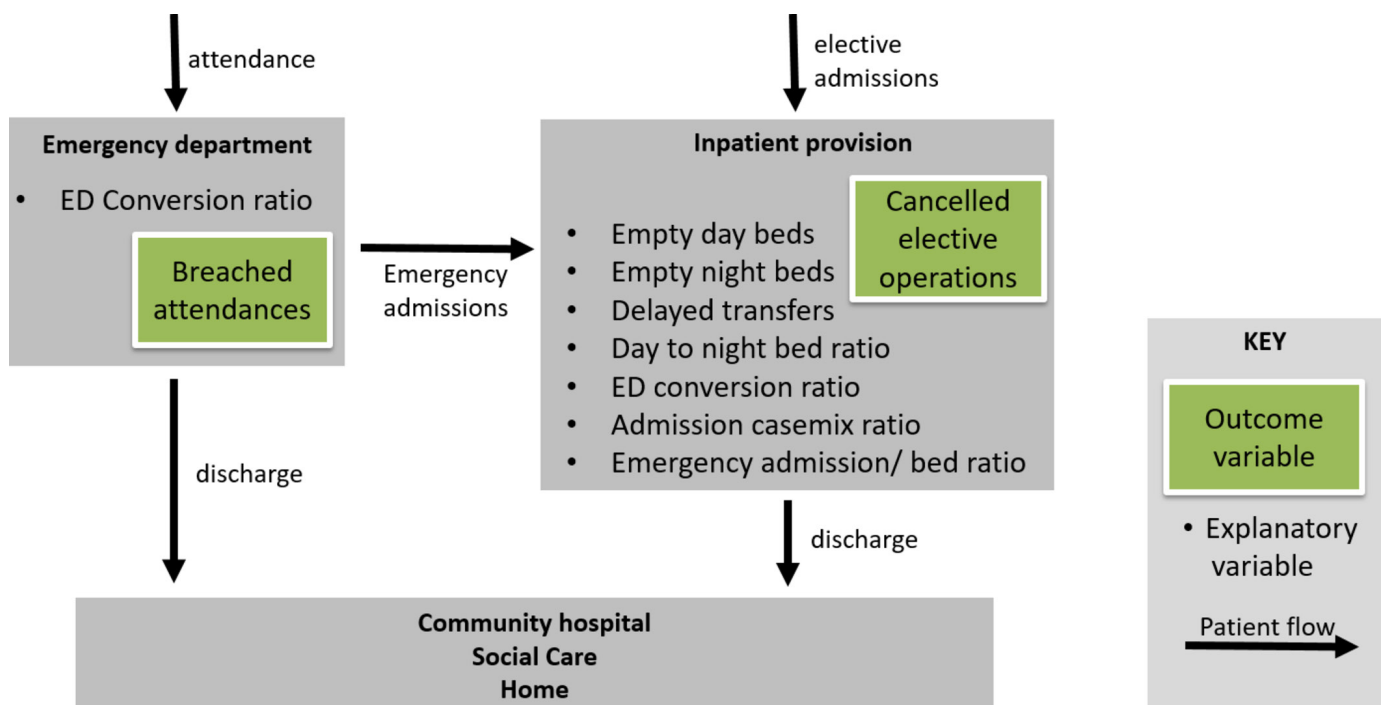 attendance
elective
admissions
Emergency department
• ED Conversion ratio
Breached
attendances
Emergency
admissions
Inpatient provision
Cancelled
elective
operations
• Empty day beds
• Empty night beds
• Delayed transfers
• Day to night bed ratio
• ED conversion ratio
• Admission casemix ratio
• Emergency admission/ bed ratio
discharge
discharge
Community hospital
Social Care
Home
KEY
Outcome
variable
• Explanatory
variable
Patient flow